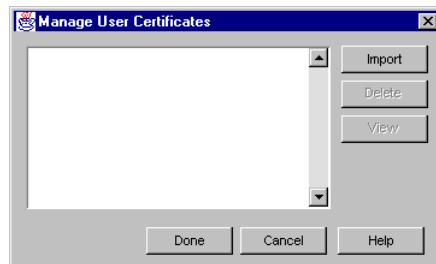 Manage User Certificates
Import
Delete
View
Done Cancel Help